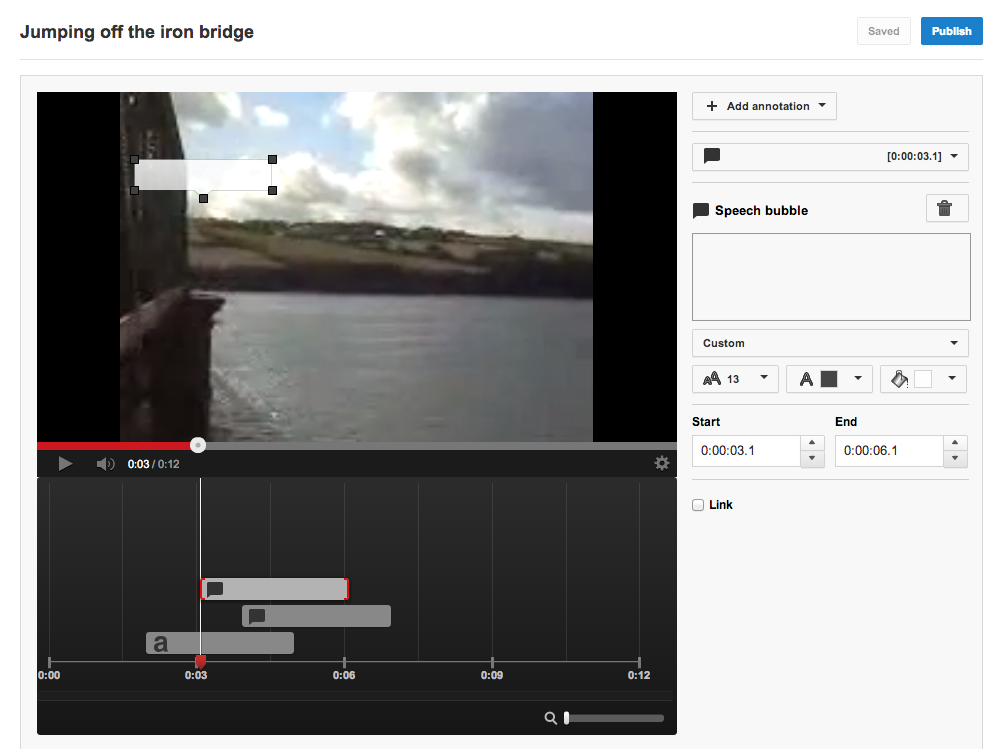 Jumping off the iron bridge
Saved
Publish
+ Add annotation
[0:00:03.1]
Speech bubble
Custom
AA 13
A
Start
End
0:00:03.1
0:00:06.1
Link
0:03 / 0:12
a
0:00
0:03
0:06
0:09
0:12